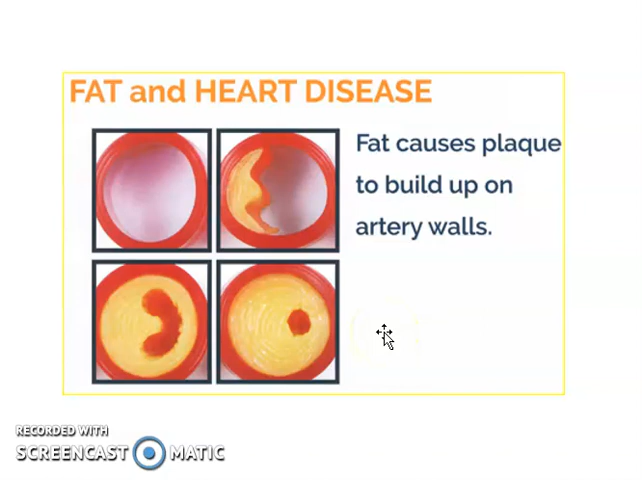 FAT and HEART DISEASE
Fat causes plaque
to build up on
artery walls.
RECORDED WITH
SCREENCAST MATIC